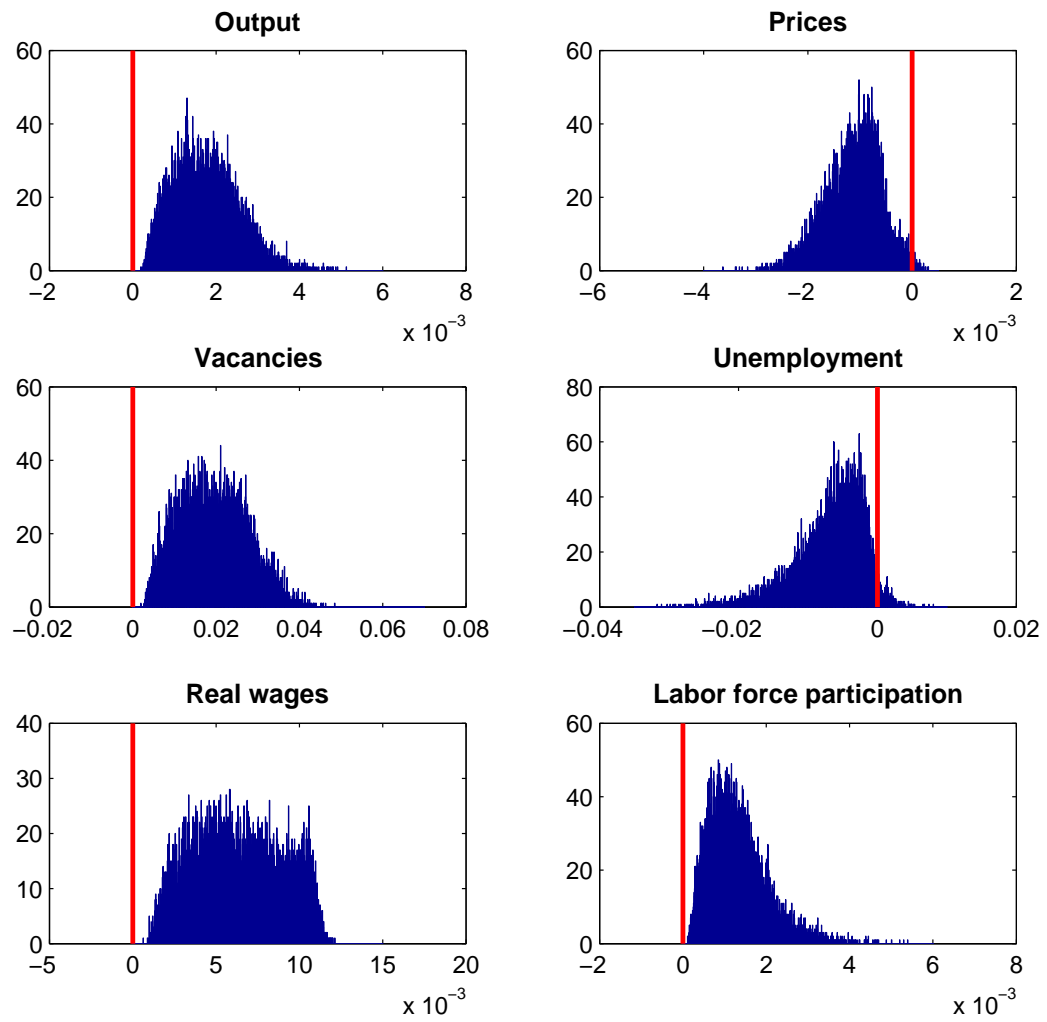 Output
60
40
20
0
−2 0 2 4 6 8
x 10−3
Prices
60
40
20
0
−6 −4 −2 0 2
x 10−3
Vacancies
60
40
20
0
−0.02 0 0.02 0.04 0.06 0.08
Unemployment
80
60
40
20
0
−0.04 −0.02 0 0.02
Real wages
40
30
20
10
0
−5 0 5 10 15 20
x 10−3
Labor force participation
60
40
20
0
−2 0 2 4 6 8
x 10−3